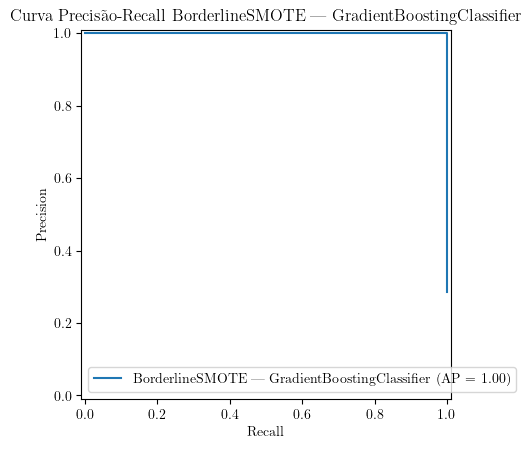 Curva Precisão-Recall BorderlineSMOTE — GradientBoostingClassifier
1.0
0.8
0.6
0.4
0.2
0.0
Precision
BorderlineSMOTE — GradientBoostingClassifier (AP = 1.00)
0.0 0.2 0.4 0.6 0.8 1.0
Recall